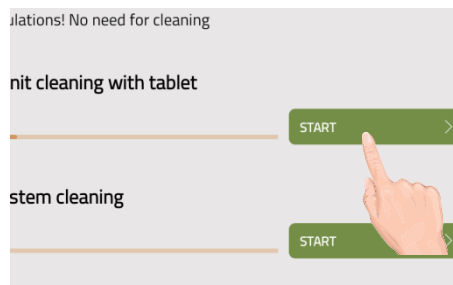 ulations! No need for cleaning
nit cleaning with tablet
START
stem cleaning
START